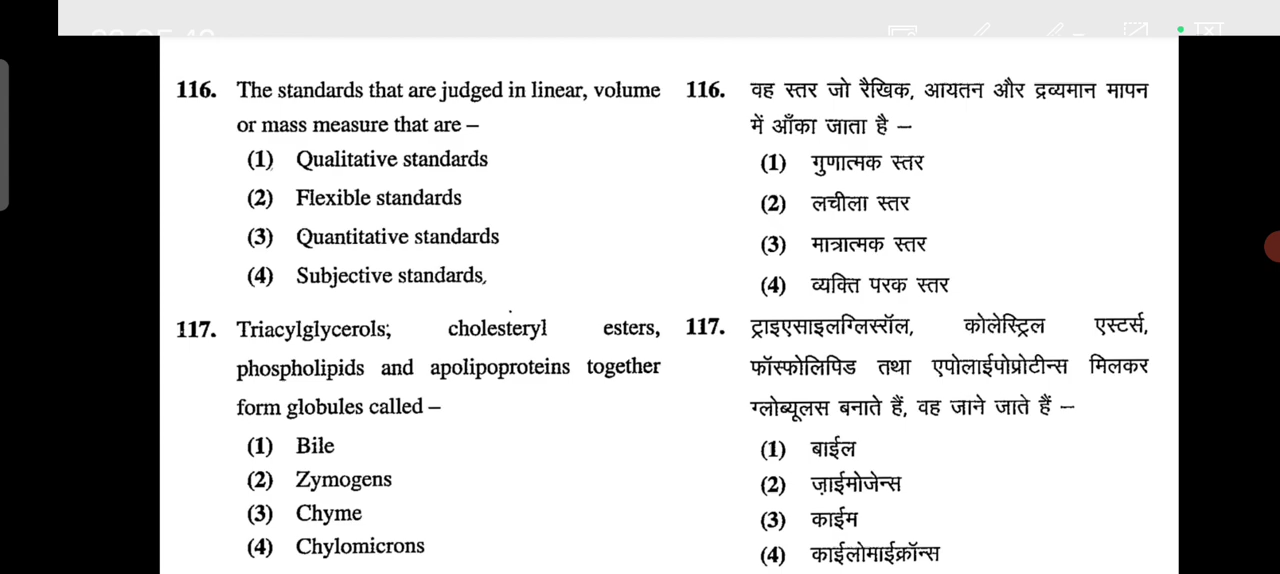 116. The standards that are judged in linear, volume
or mass measure that are –
(1) Qualitative standards
(2) Flexible standards
(3) Quantitative standards
(4) Subjective standards
117. Triacylglycerols, cholesteryl esters,
phospholipids and apolipoproteins together
form globules called –
(1) Bile
(2) Zymogens
(3) Chyme
(4) Chylomicrons
116. वह स्तर जो रैखिक, आयतन और द्रव्यमान मापन
में आँका जाता है –
(1) गुणात्मक स्तर
(2) लचीला स्तर
(3) मात्रात्मक स्तर
(4) व्यक्ति परक स्तर
117. ट्राइएसाइलग्लिस्रॉल, कोलेस्ट्रिल एस्टर्स,
फॉस्फोलिपिड तथा एपोलाईपोप्रोटीन्स मिलकर
ग्लोब्यूलस बनाते हैं, वह जाने जाते हैं –
(1) बाईल
(2) ज़ाईमोजेन्स
(3) काईम
(4) काईलोमाईक्रॉन्स